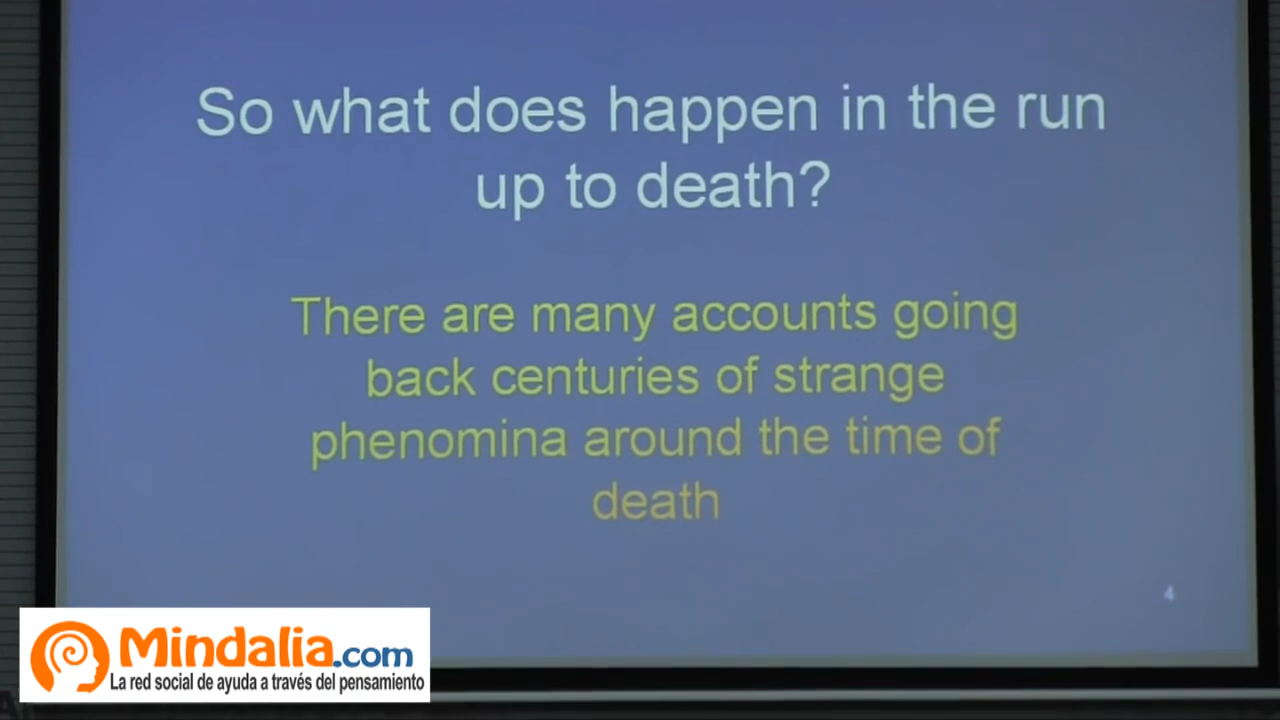 So what does happen in the run
up to death?
There are many accounts going
back centuries of strange
phenomina around the time of
death
4
Mindalia.com
La red social de ayuda a través del pensamiento